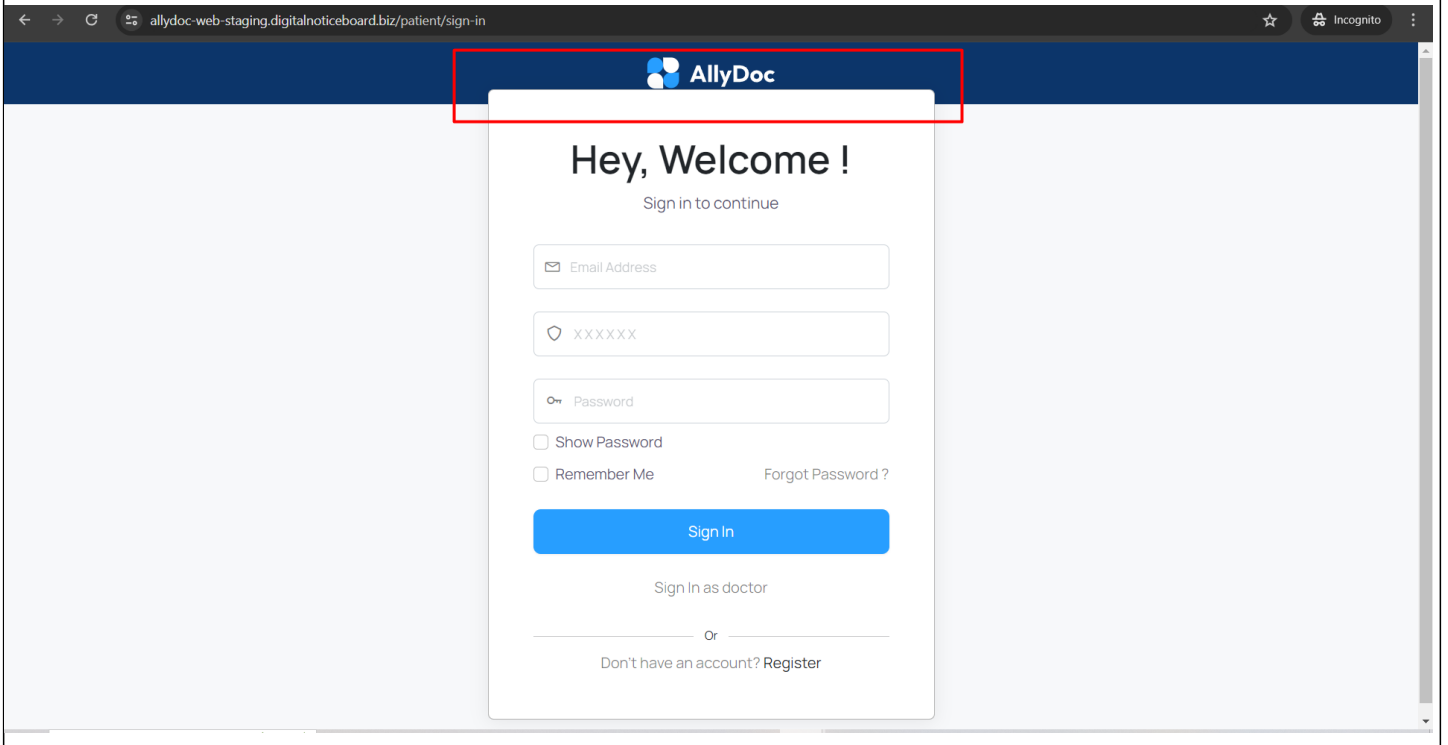 allydoc-web-staging.digitalnoticeboard.biz/patient/sign-in
Incognito
AllyDoc
Hey, Welcome !
Sign in to continue
Email Address
XXXXXX
Password
Show Password
Remember Me Forgot Password ?
Sign In
Sign In as doctor
Or
Don't have an account? Register